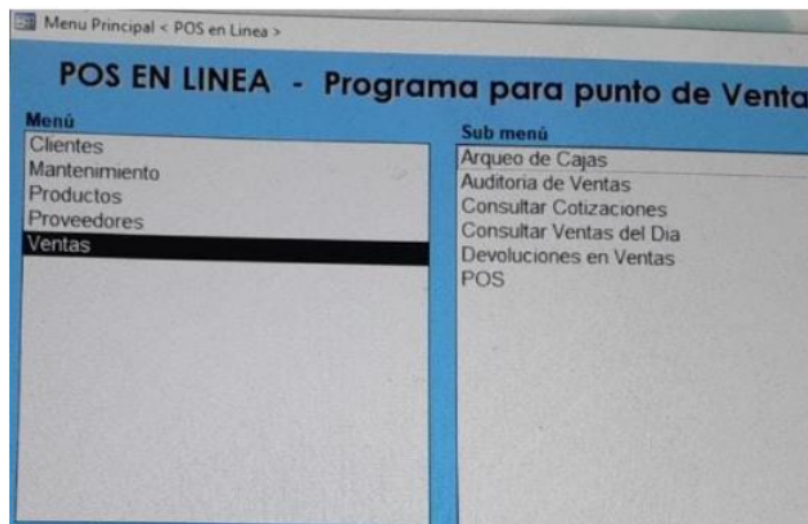 Menu Principal < POS en Linea >
POS EN LINEA - Programa para punto de Venta
Menú
Clientes
Mantenimiento
Productos
Proveedores
Ventas
Sub menú
Arqueo de Cajas
Auditoria de Ventas
Consultar Cotizaciones
Consultar Ventas del Dia
Devoluciones en Ventas
POS